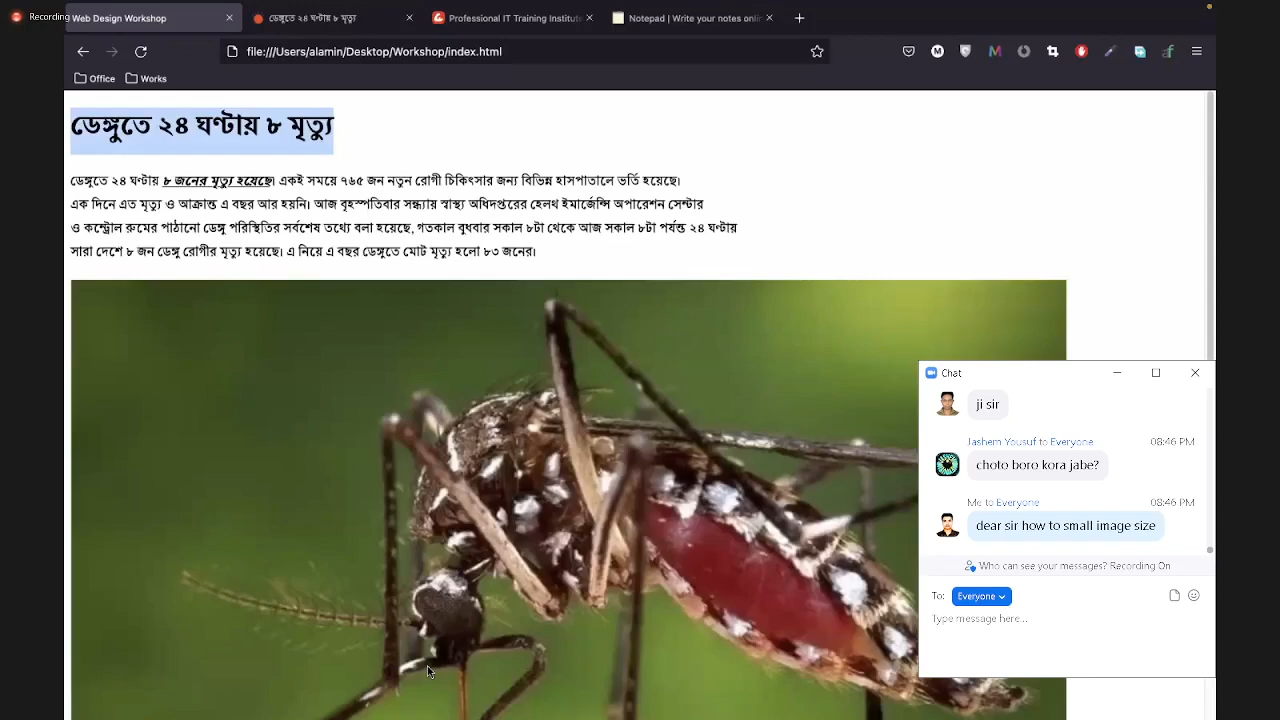 Recording
Web Design Workshop
ডেঙ্গুতে ২৪ ঘণ্টায় ৮ মৃত্যু
Professional IT Training Institute
Notepad | Write your notes onlin
file:///Users/alamin/Desktop/Workshop/index.html
Office
Works
ডেঙ্গুতে ২৪ ঘণ্টায় ৮ মৃত্যু
ডেঙ্গুতে ২৪ ঘণ্টায় ৮ জনের মৃত্যু হয়েছে। একই সময়ে ৭৬৫ জন নতুন রোগী চিকিৎসার জন্য বিভিন্ন হাসপাতালে ভর্তি হয়েছে।
এক দিনে এত মৃত্যু ও আক্রান্ত এ বছর আর হয়নি। আজ বৃহস্পতিবার সন্ধ্যায় স্বাস্থ্য অধিদপ্তরের হেলথ ইমার্জেন্সি অপারেশন সেন্টার
ও কন্ট্রোল রুমের পাঠানো ডেঙ্গু পরিস্থিতির সর্বশেষ তথ্যে বলা হয়েছে, গতকাল বুধবার সকাল ৮টা থেকে আজ সকাল ৮টা পর্যন্ত ২৪ ঘণ্টায়
সারা দেশে ৮ জন ডেঙ্গু রোগীর মৃত্যু হয়েছে। এ নিয়ে এ বছর ডেঙ্গুতে মোট মৃত্যু হলো ৮৩ জনের।
Chat
ji sir
Jashem Yousuf to Everyone 08:46 PM
choto boro kora jabe?
Me to Everyone 08:46 PM
dear sir how to small image size
Who can see your messages? Recording On
To: Everyone
Type message here...